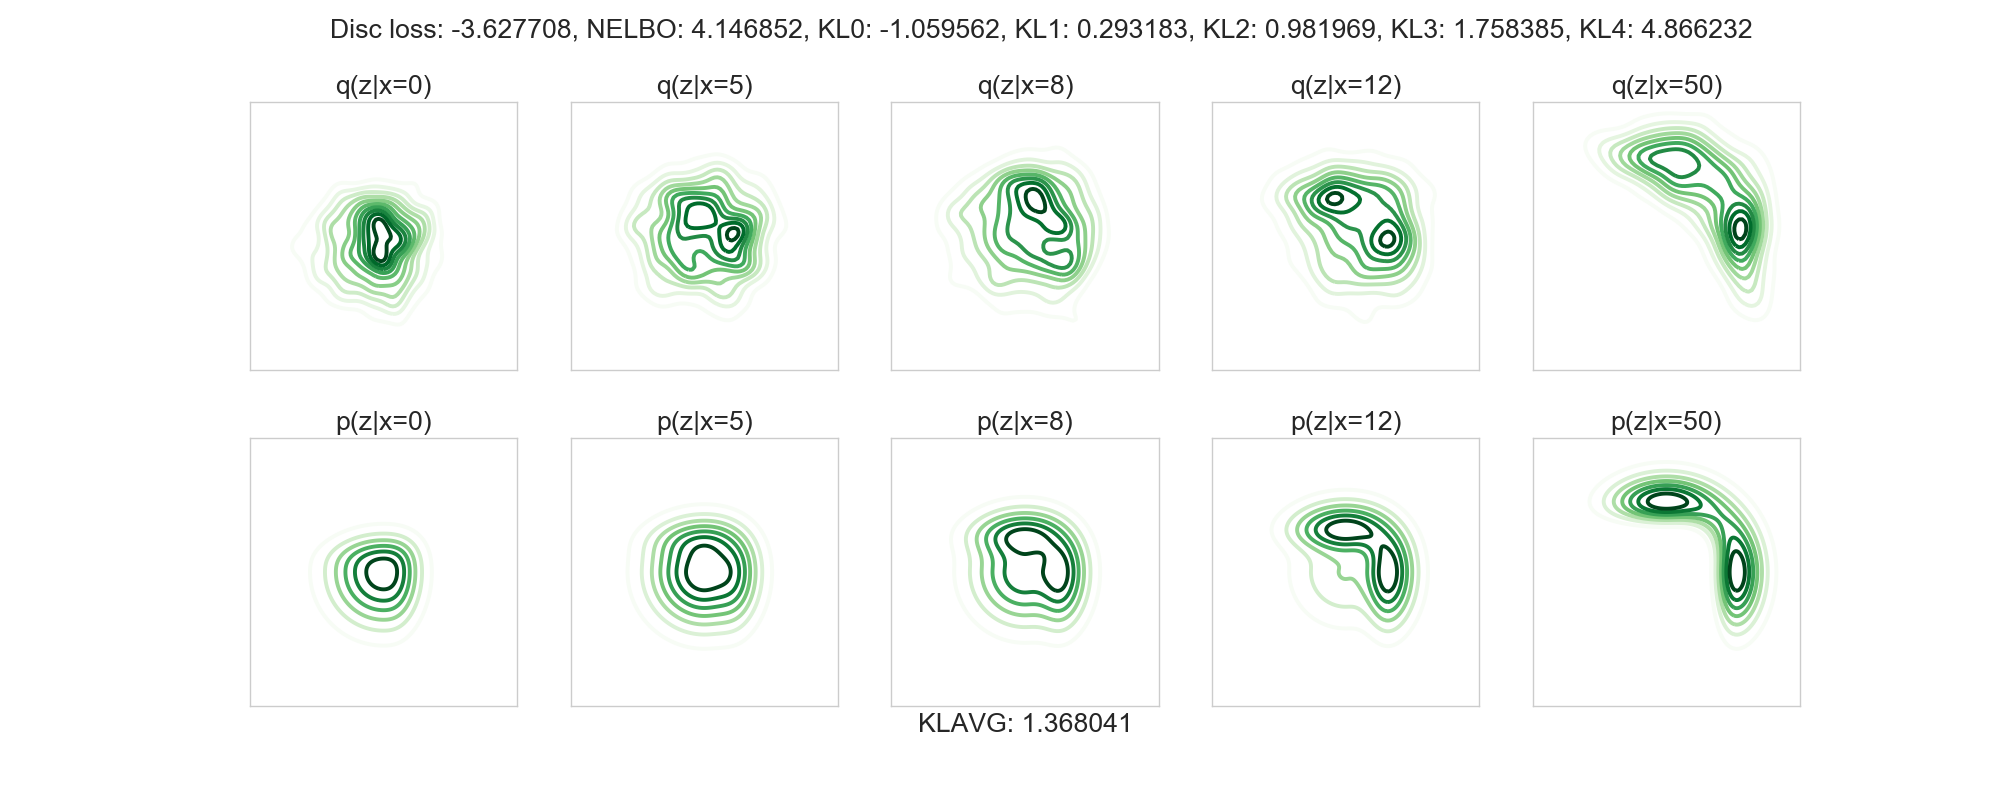 Disc loss: -3.627708, NELBO: 4.146852, KL0: -1.059562, KL1: 0.293183, KL2: 0.981969, KL3: 1.758385, KL4: 4.866232
q(z|x=0) q(z|x=5) q(z|x=8) q(z|x=12) q(z|x=50)
p(z|x=0) p(z|x=5) p(z|x=8) p(z|x=12) p(z|x=50)
KLAVG: 1.368041